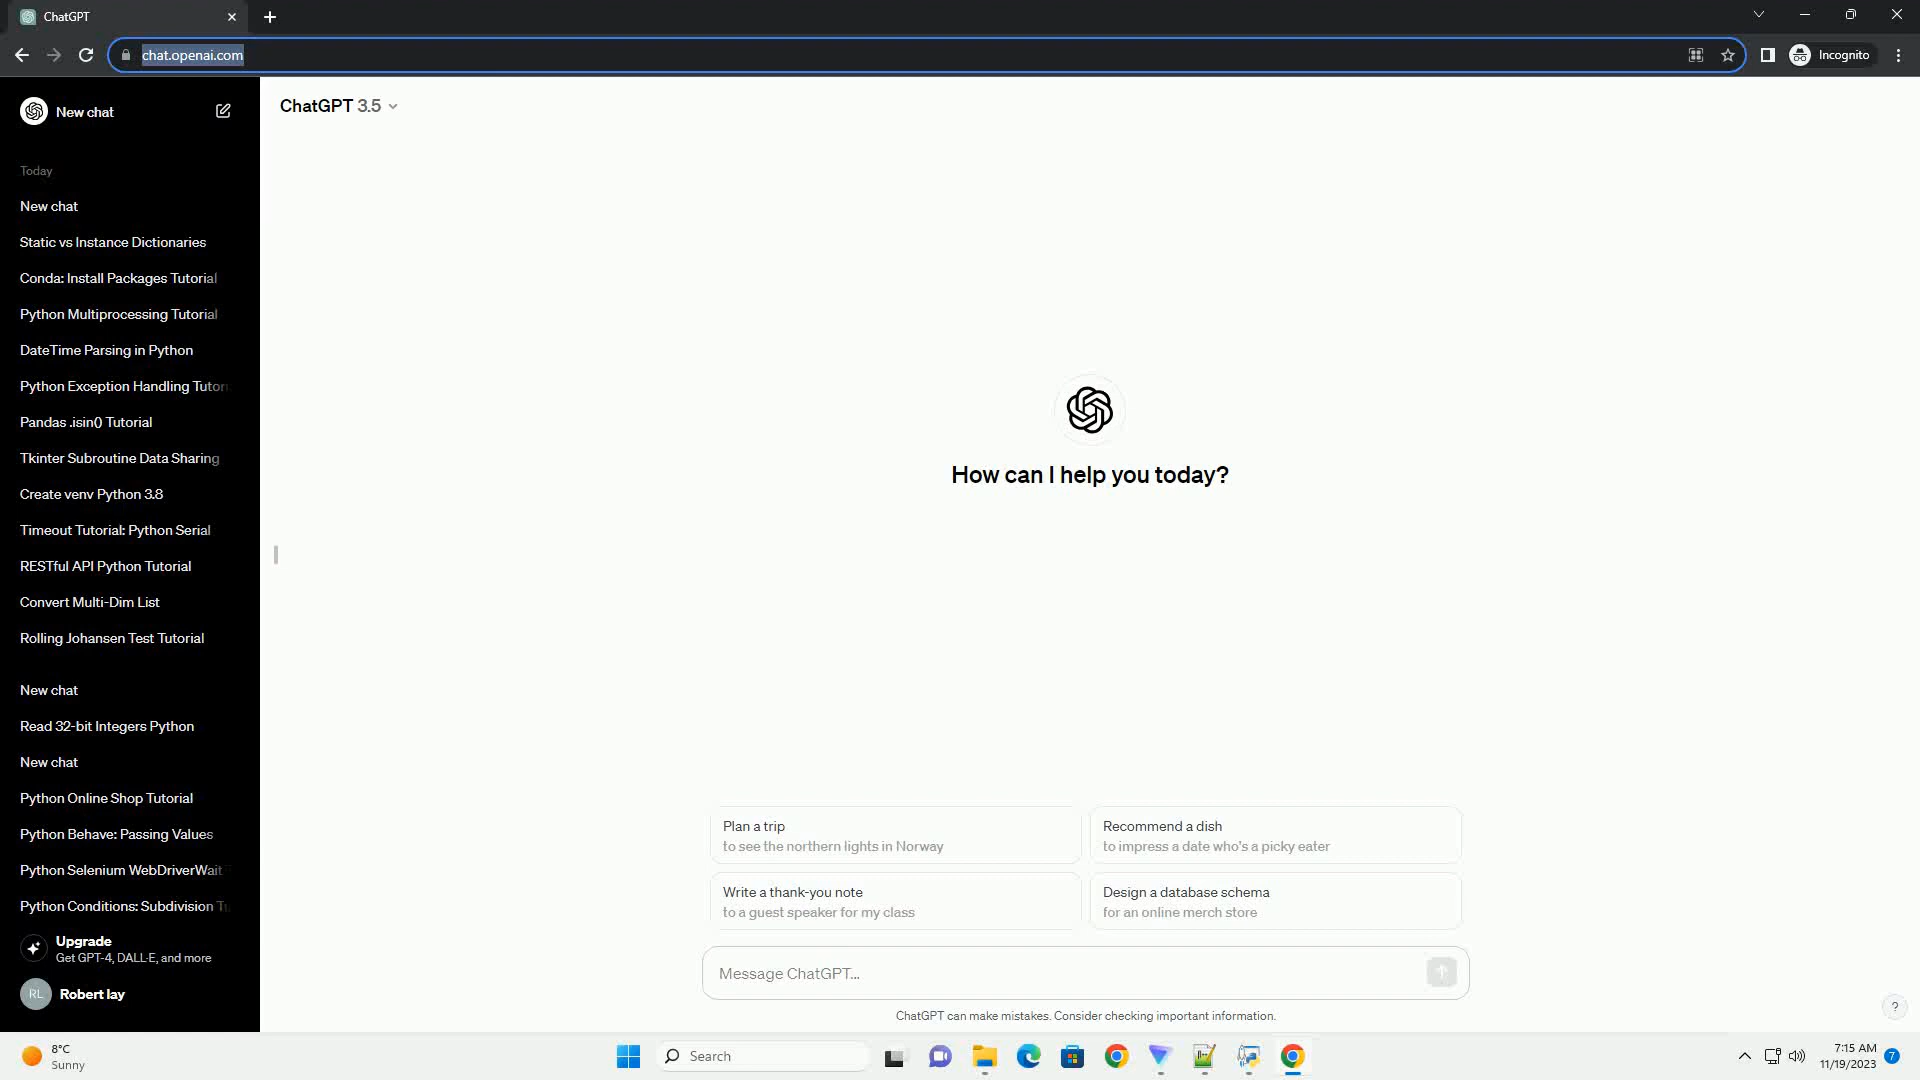 ChatGPT
chat.openai.com
Incognito
New chat
ChatGPT 3.5
Today
New chat
Static vs Instance Dictionaries
Conda: Install Packages Tutorial
Python Multiprocessing Tutorial
DateTime Parsing in Python
Python Exception Handling Tutori
Pandas .isin() Tutorial
Tkinter Subroutine Data Sharing
Create venv Python 3.8
Timeout Tutorial: Python Serial
RESTful API Python Tutorial
Convert Multi-Dim List
Rolling Johansen Test Tutorial
New chat
Read 32-bit Integers Python
New chat
Python Online Shop Tutorial
Python Behave: Passing Values
Python Selenium WebDriverWait
Python Conditions: Subdivision Tu
Upgrade
Get GPT-4, DALL·E, and more
RL
Robert lay
How can I help you today?
Plan a trip
to see the northern lights in Norway
Recommend a dish
to impress a date who's a picky eater
Write a thank-you note
to a guest speaker for my class
Design a database schema
for an online merch store
Message ChatGPT...
ChatGPT can make mistakes. Consider checking important information.
?
8°C
Sunny
Search
7:15 AM
11/19/2023
7